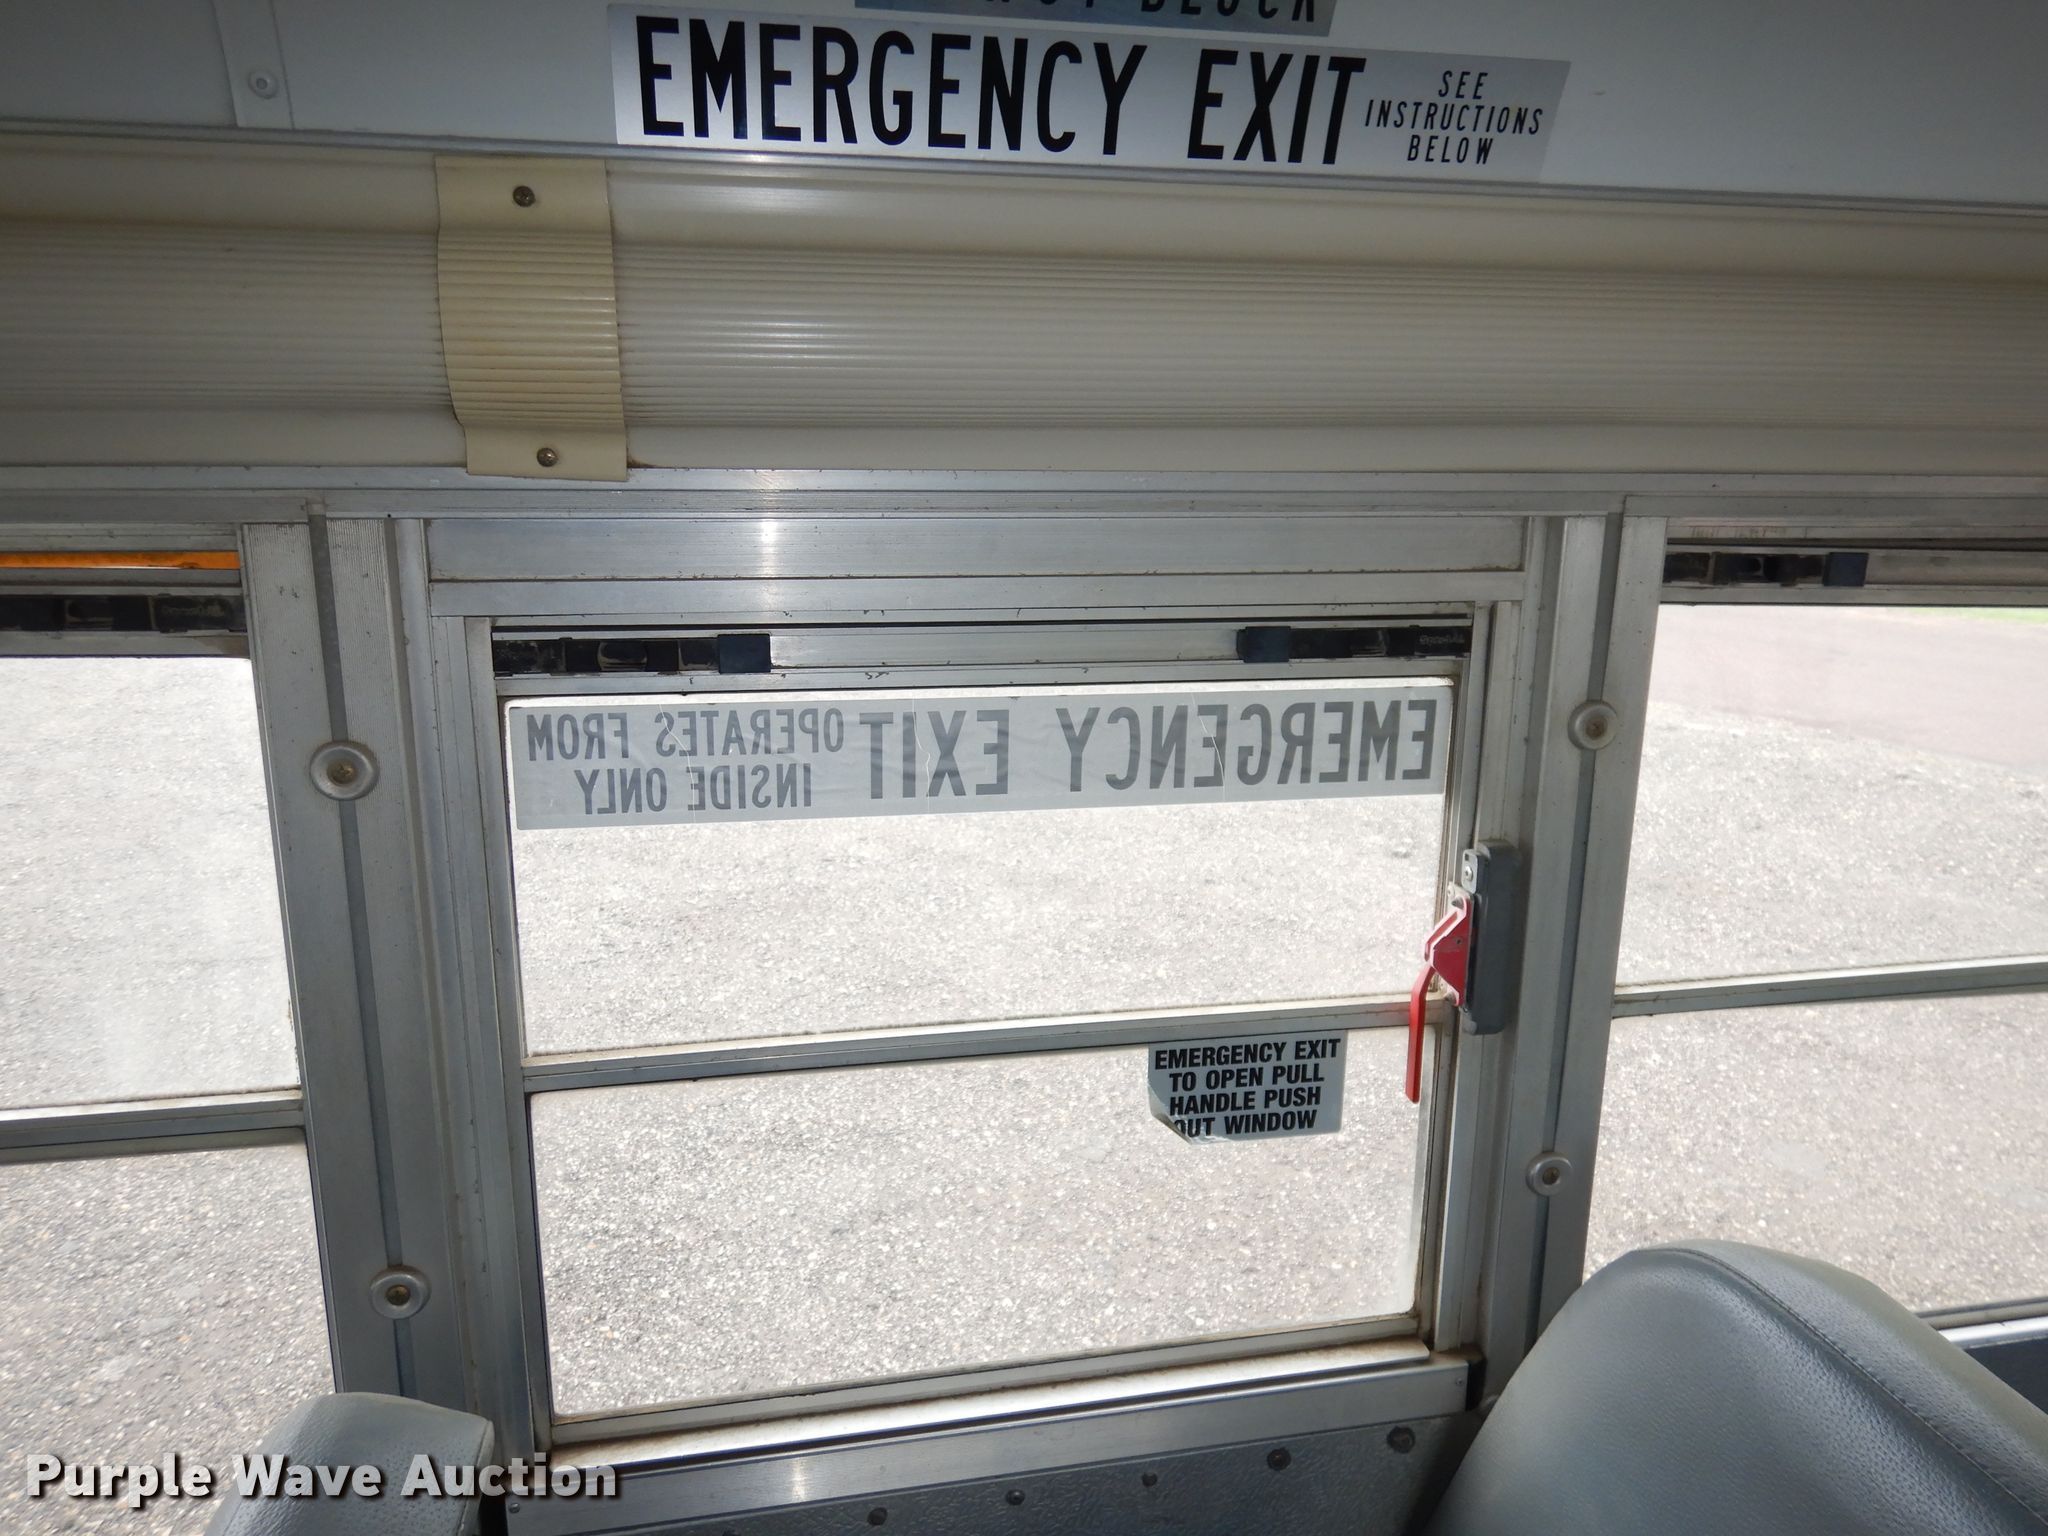 BLOCK
EMERGENCY EXIT
SEE
INSTRUCTIONS
BELOW
EMERGENCY EXIT
OPERATES FROM
INSIDE ONLY
EMERGENCY EXIT
TO OPEN PULL
HANDLE PUSH
OUT WINDOW
Purple Wave Auction